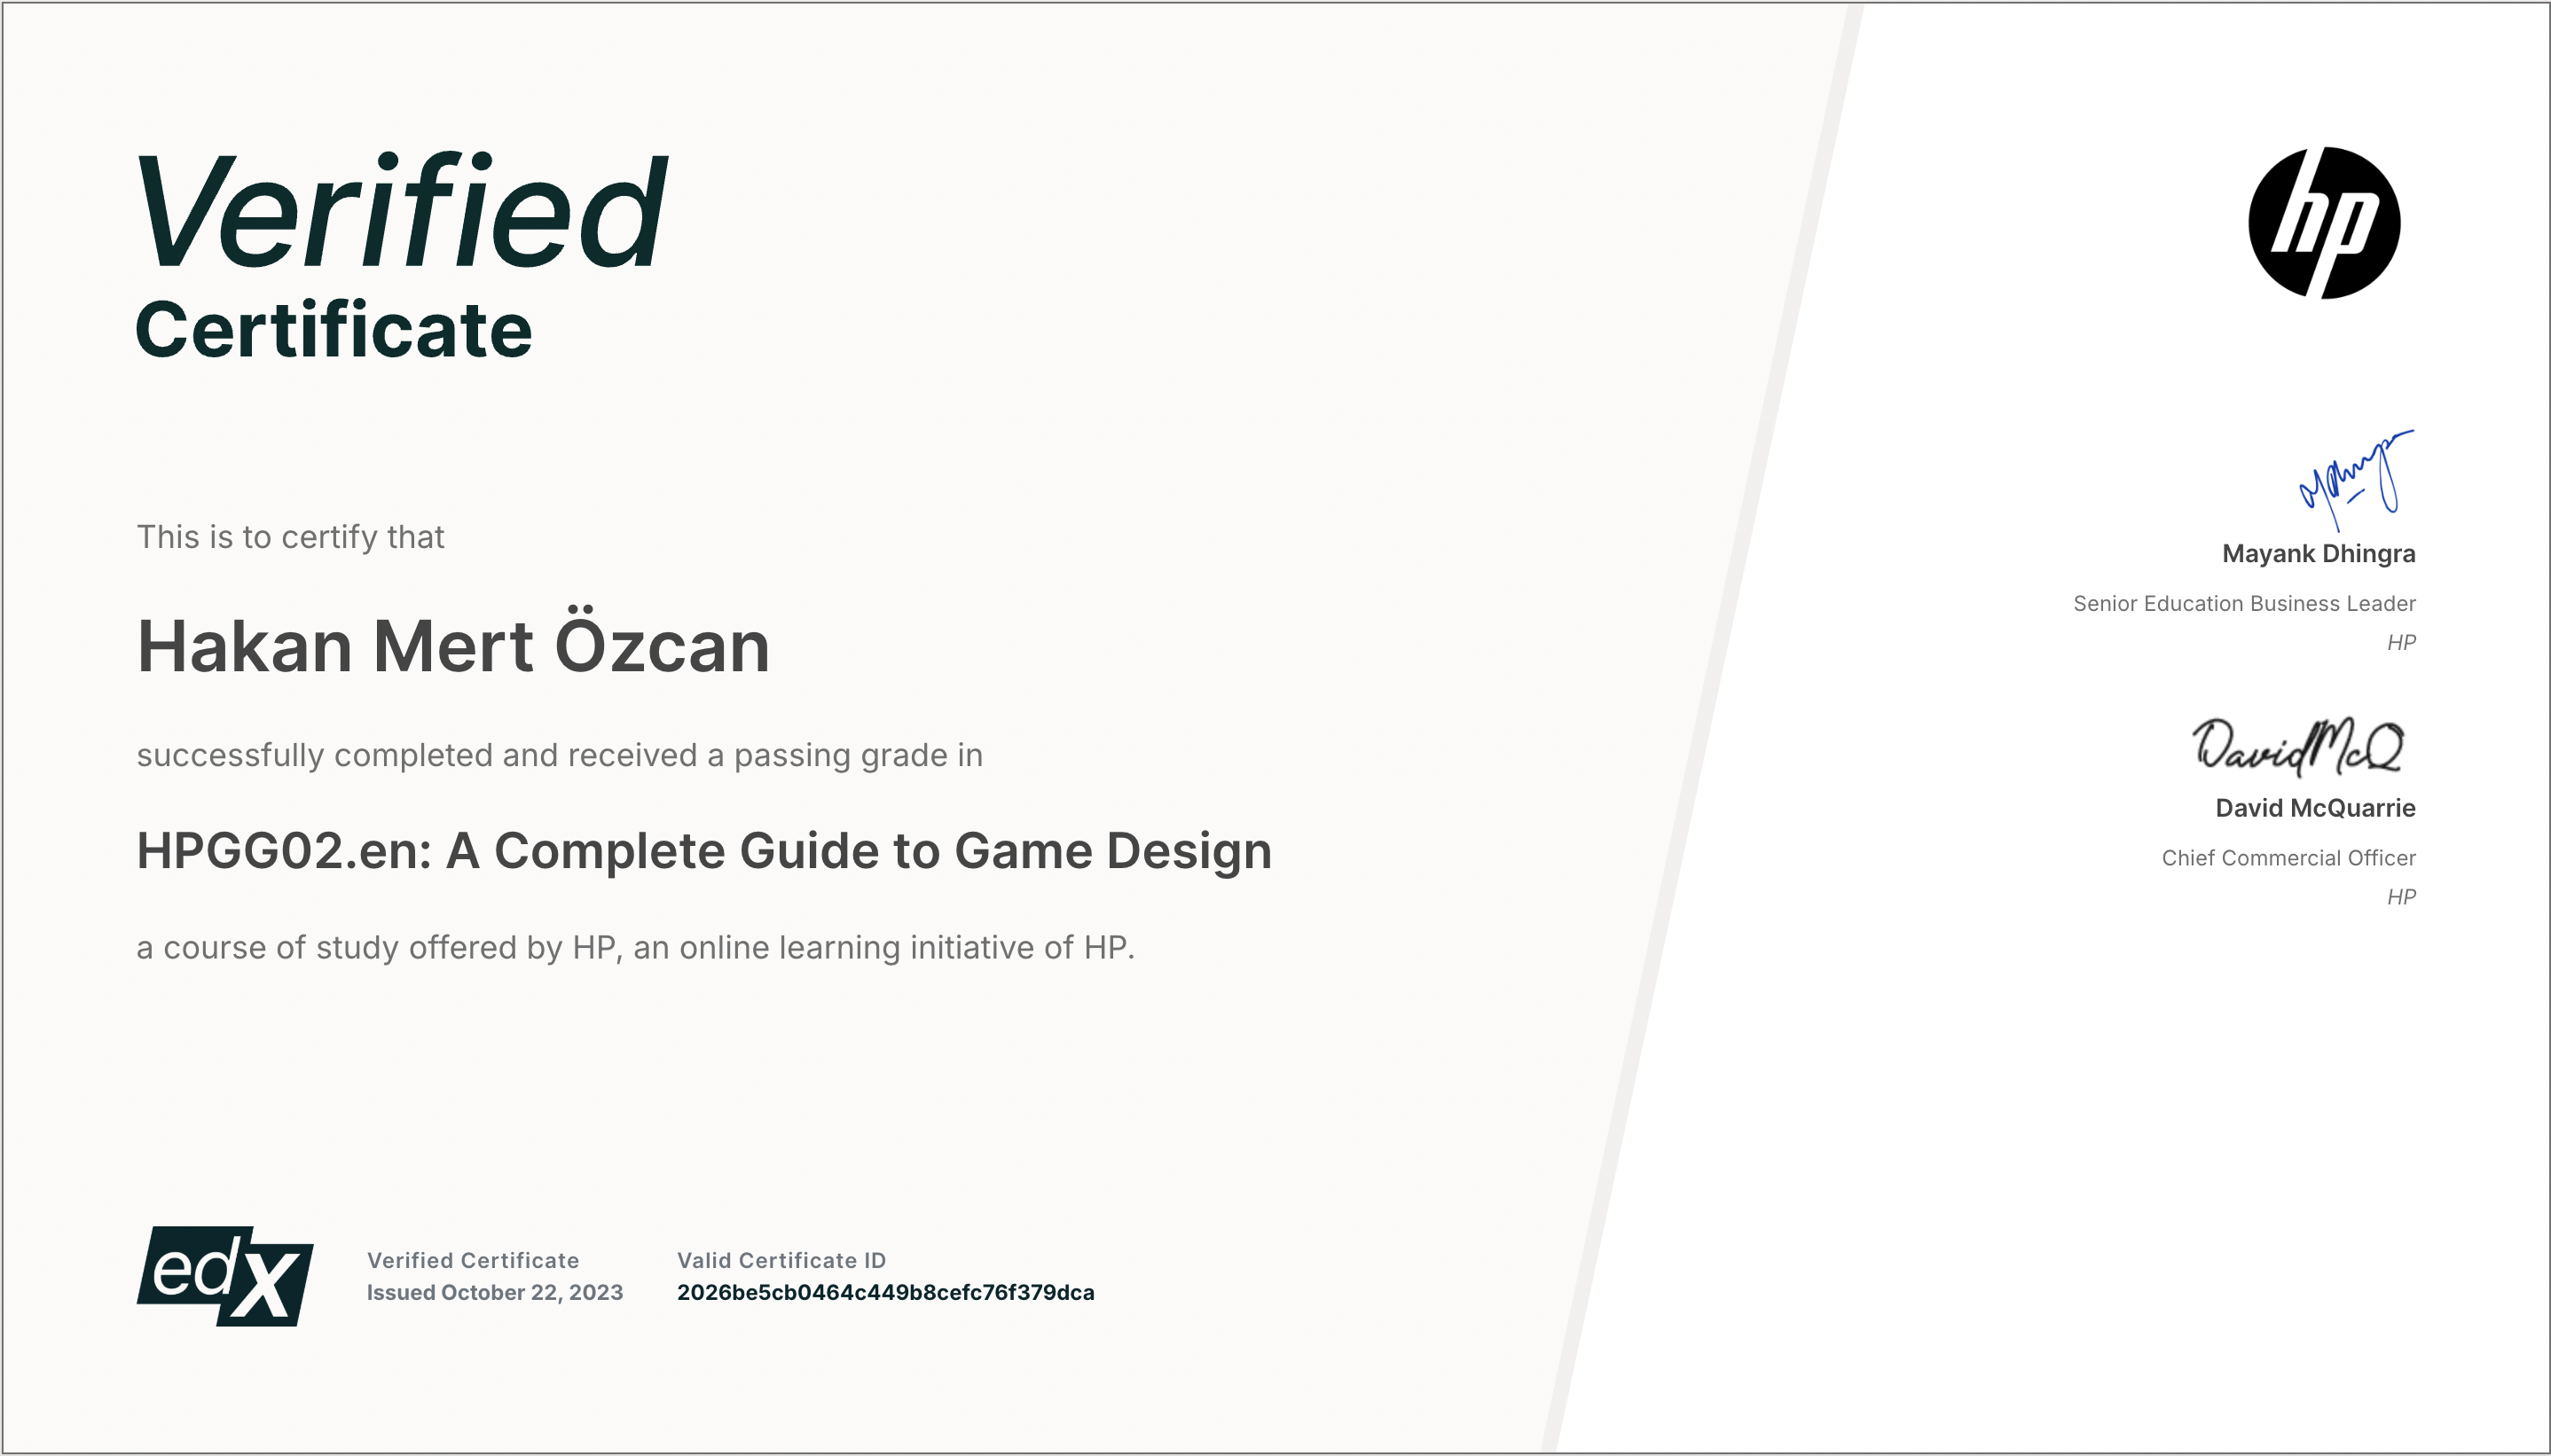 Verified
Certificate
This is to certify that
Hakan Mert Özcan
successfully completed and received a passing grade in
HPGG02.en: A Complete Guide to Game Design
a course of study offered by HP, an online learning initiative of HP.
edX
Verified Certificate
Issued October 22, 2023
Valid Certificate ID
2026be5cb0464c449b8cefc76f379dca
hp
Mayank Dhingra
Senior Education Business Leader
HP
David McQ
David McQuarrie
Chief Commercial Officer
HP